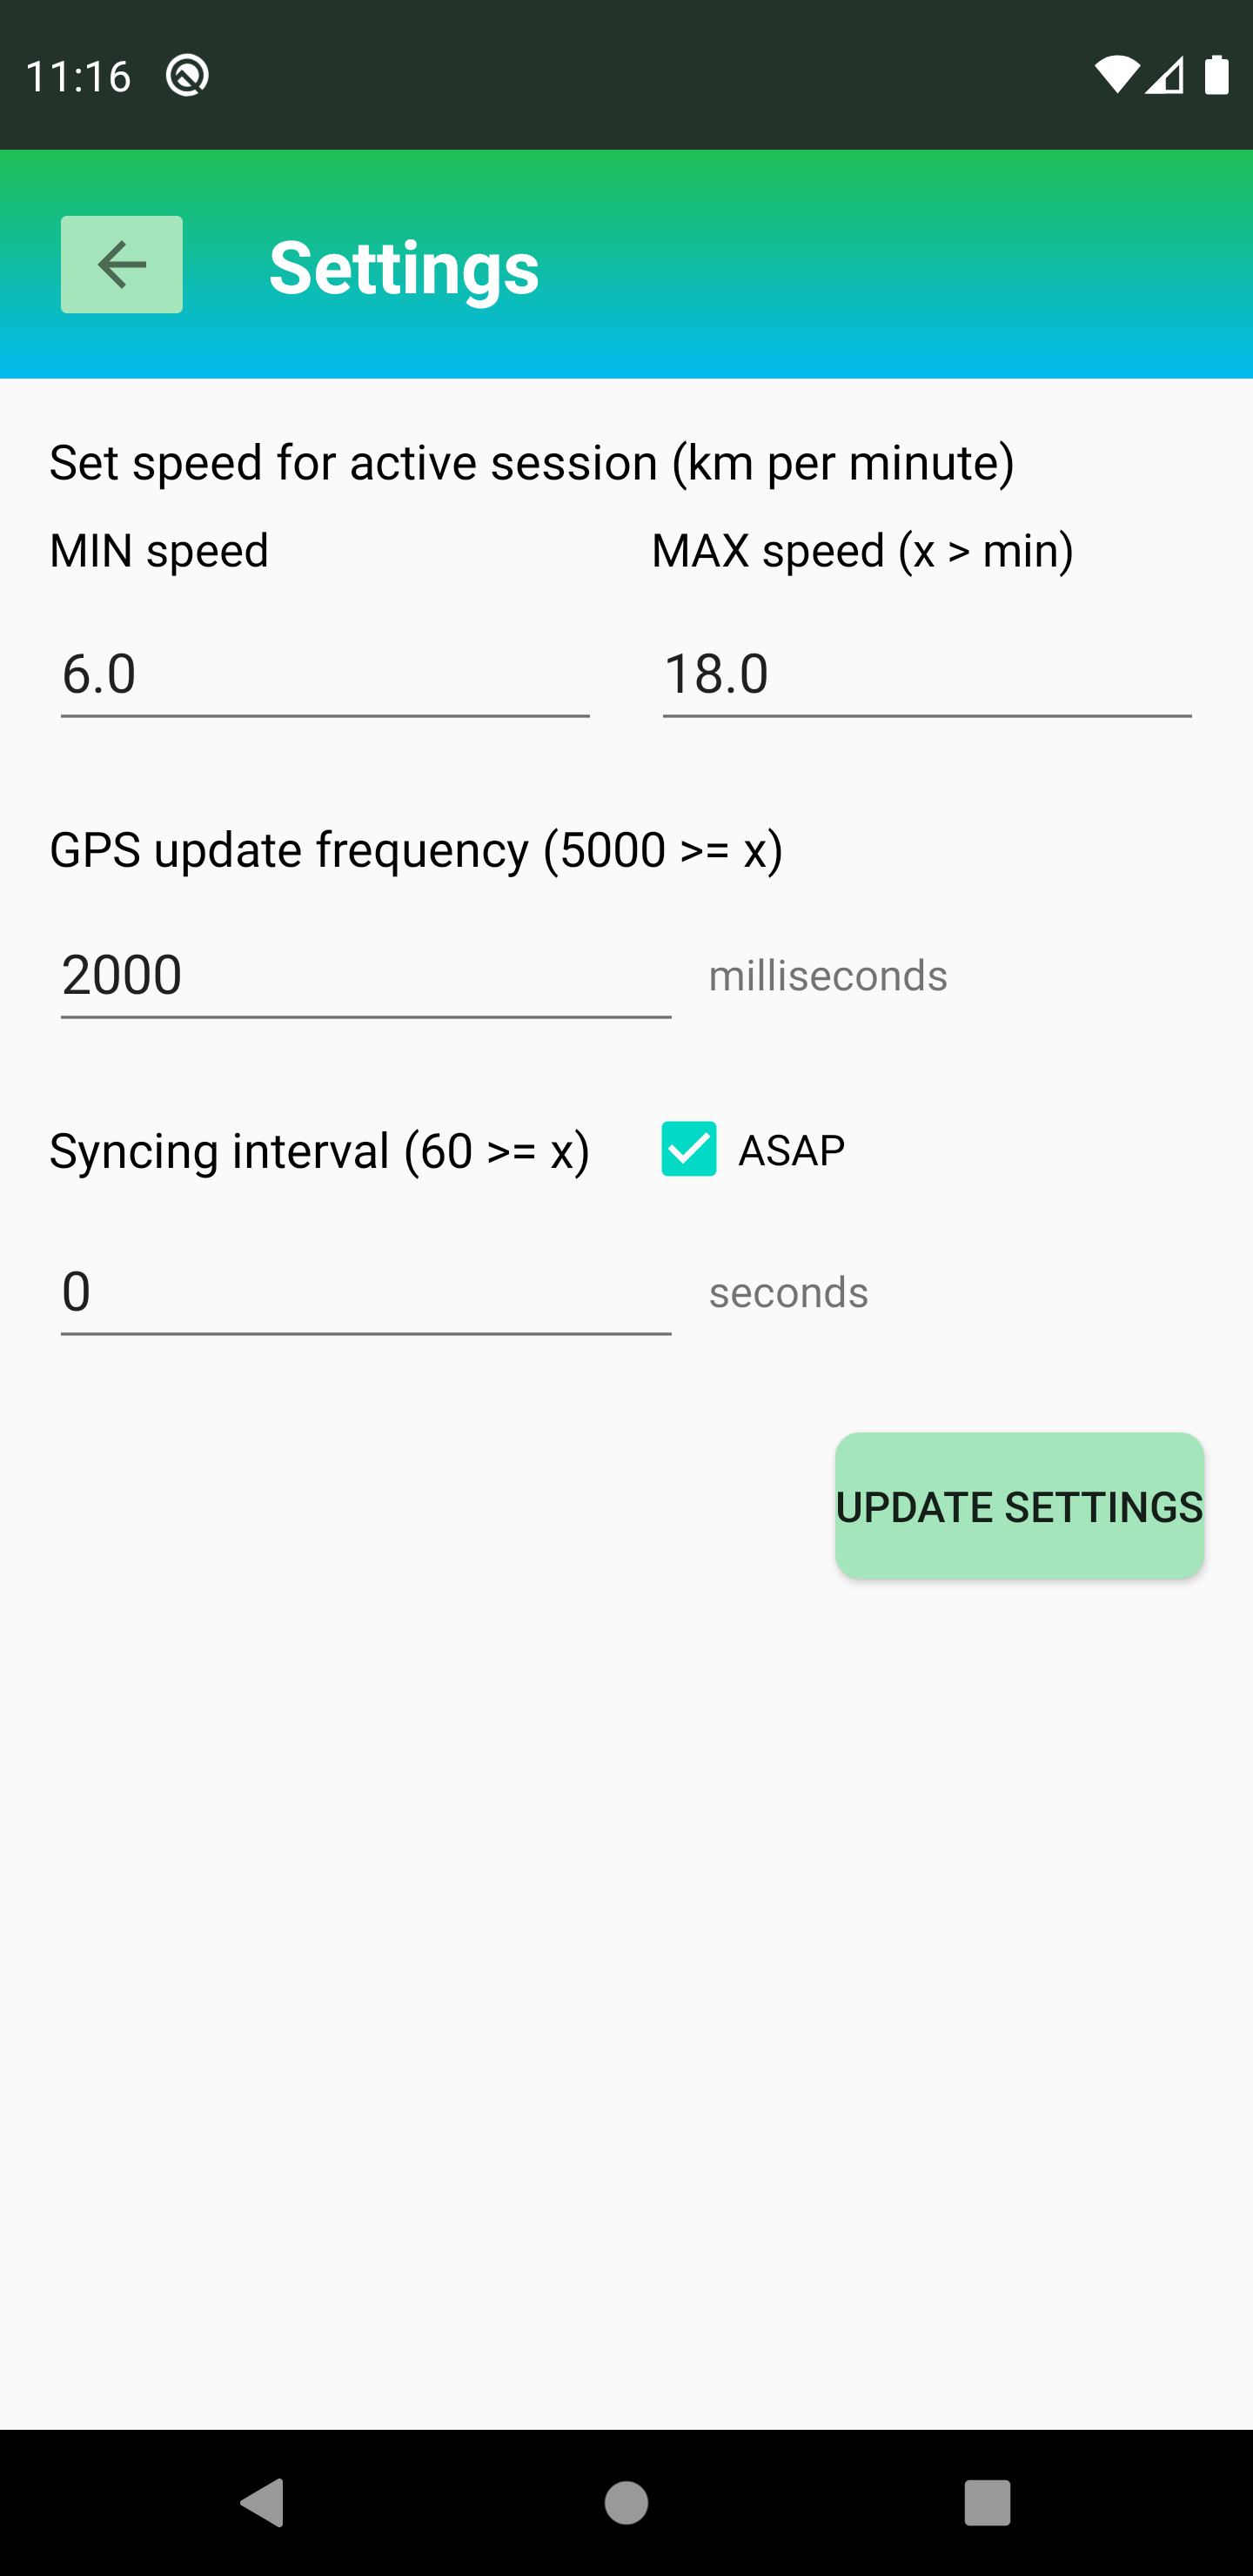 11:16
Settings
Set speed for active session (km per minute)
MIN speed
MAX speed (x > min)
6.0
18.0
GPS update frequency (5000 >= x)
2000
milliseconds
Syncing interval (60 >= x)
ASAP
0
seconds
UPDATE SETTINGS